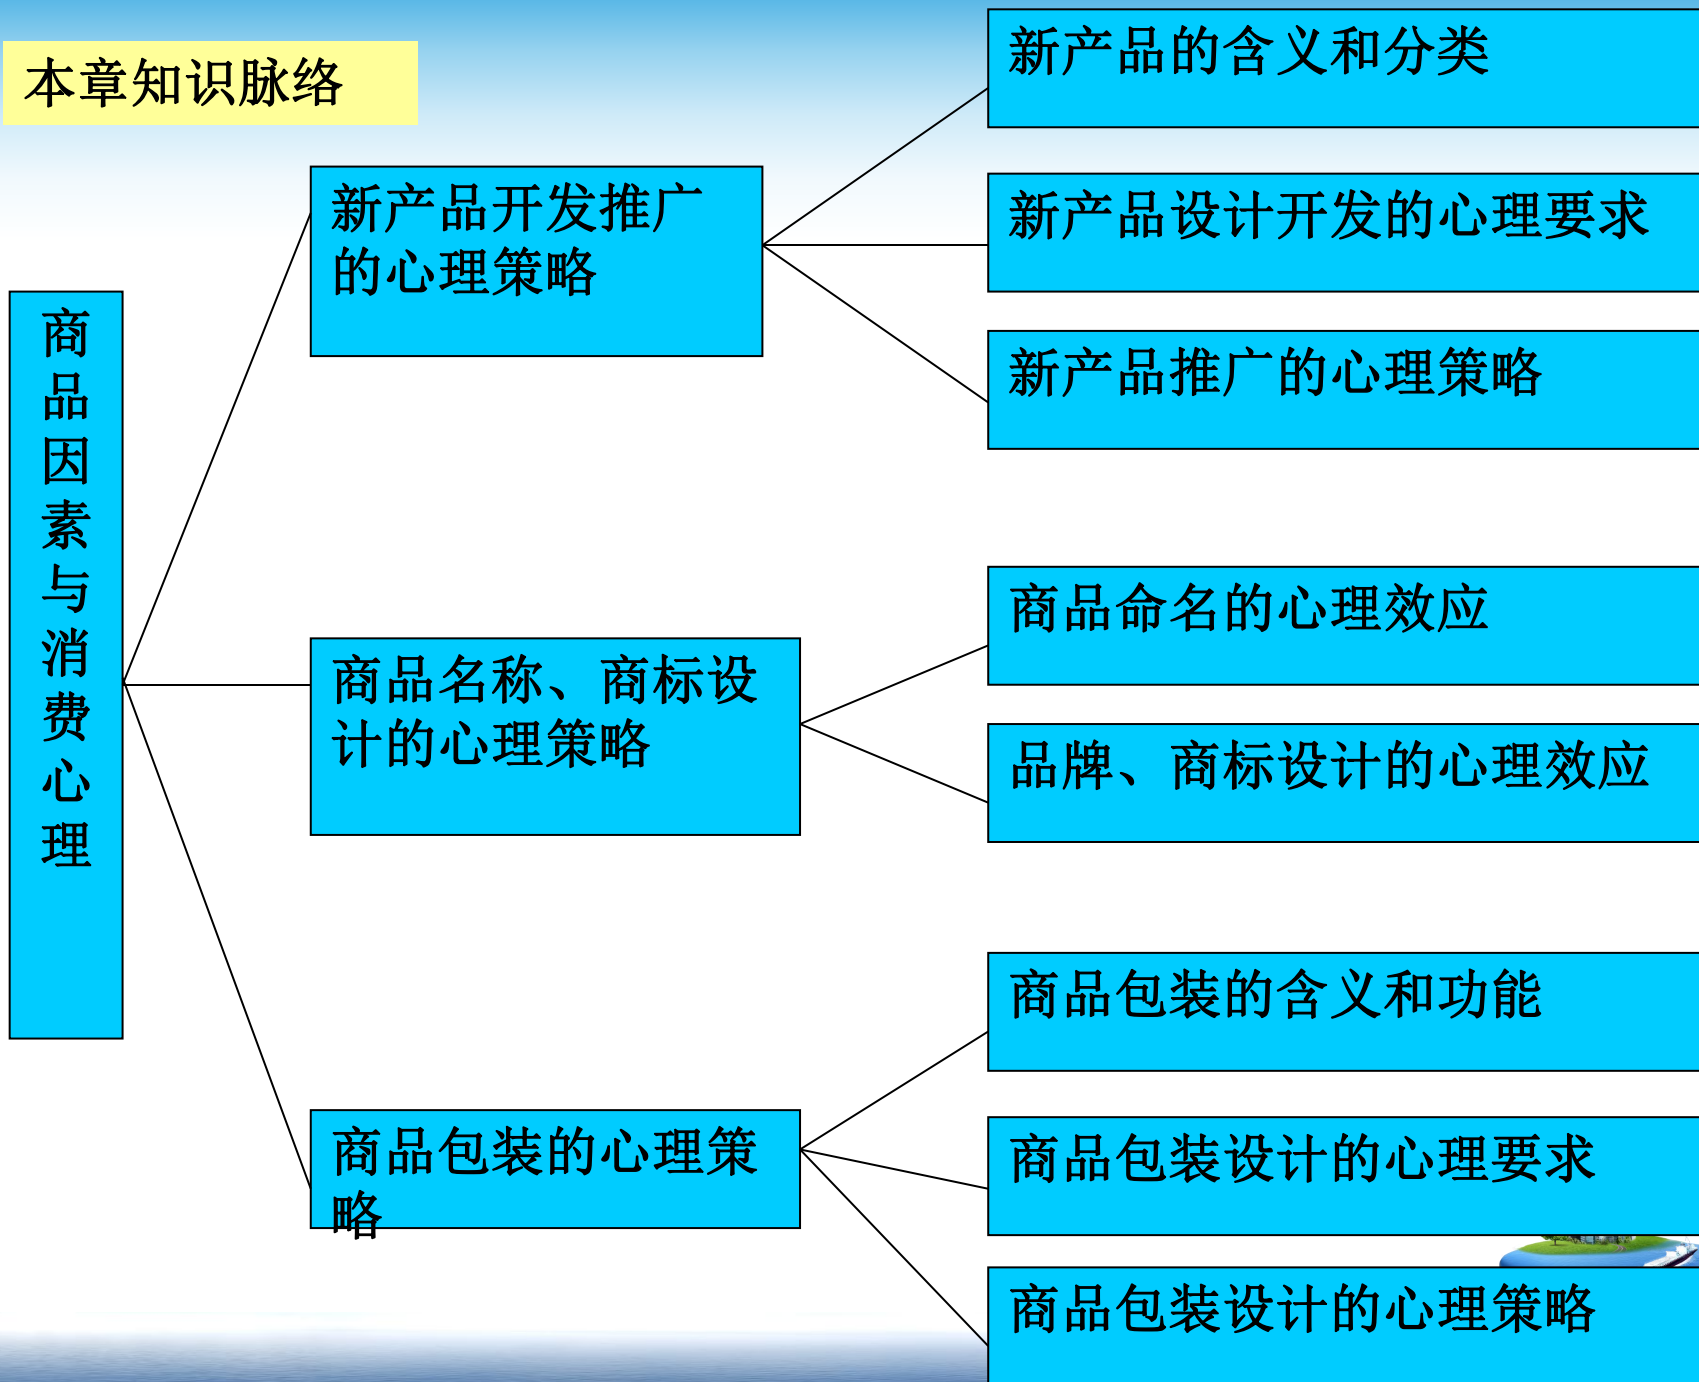 本章知识脉络
商品因素与消费心理
新产品开发推广
的心理策略
新产品的含义和分类
新产品设计开发的心理要求
新产品推广的心理策略
商品名称、商标设
计的心理策略
商品命名的心理效应
品牌、商标设计的心理效应
商品包装的心理策
略
商品包装的含义和功能
商品包装设计的心理要求
商品包装设计的心理策略